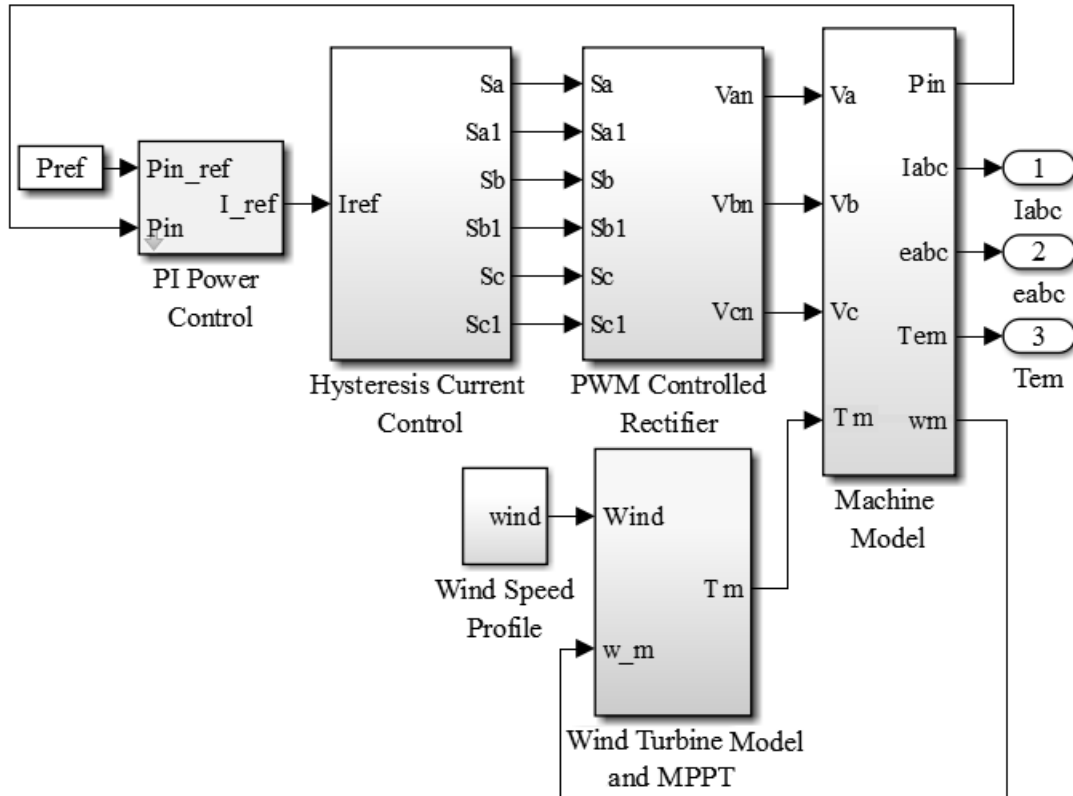 Pref
Pin_ref
Pin
I_ref
PI Power
Control
Iref
Sa
Sa1
Sb
Sb1
Sc
Sc1
Hysteresis Current
Control
Sa
Sa1
Sb
Sb1
Sc
Sc1
Van
Vbn
Vcn
PWM Controlled
Rectifier
Va
Vb
Vc
Tm
Pin
Iabc
eabc
Tem
wm
Machine
Model
1
Iabc
2
eabc
3
Tem
wind
Wind Speed
Profile
Wind
w_m
Tm
Wind Turbine Model
and MPPT